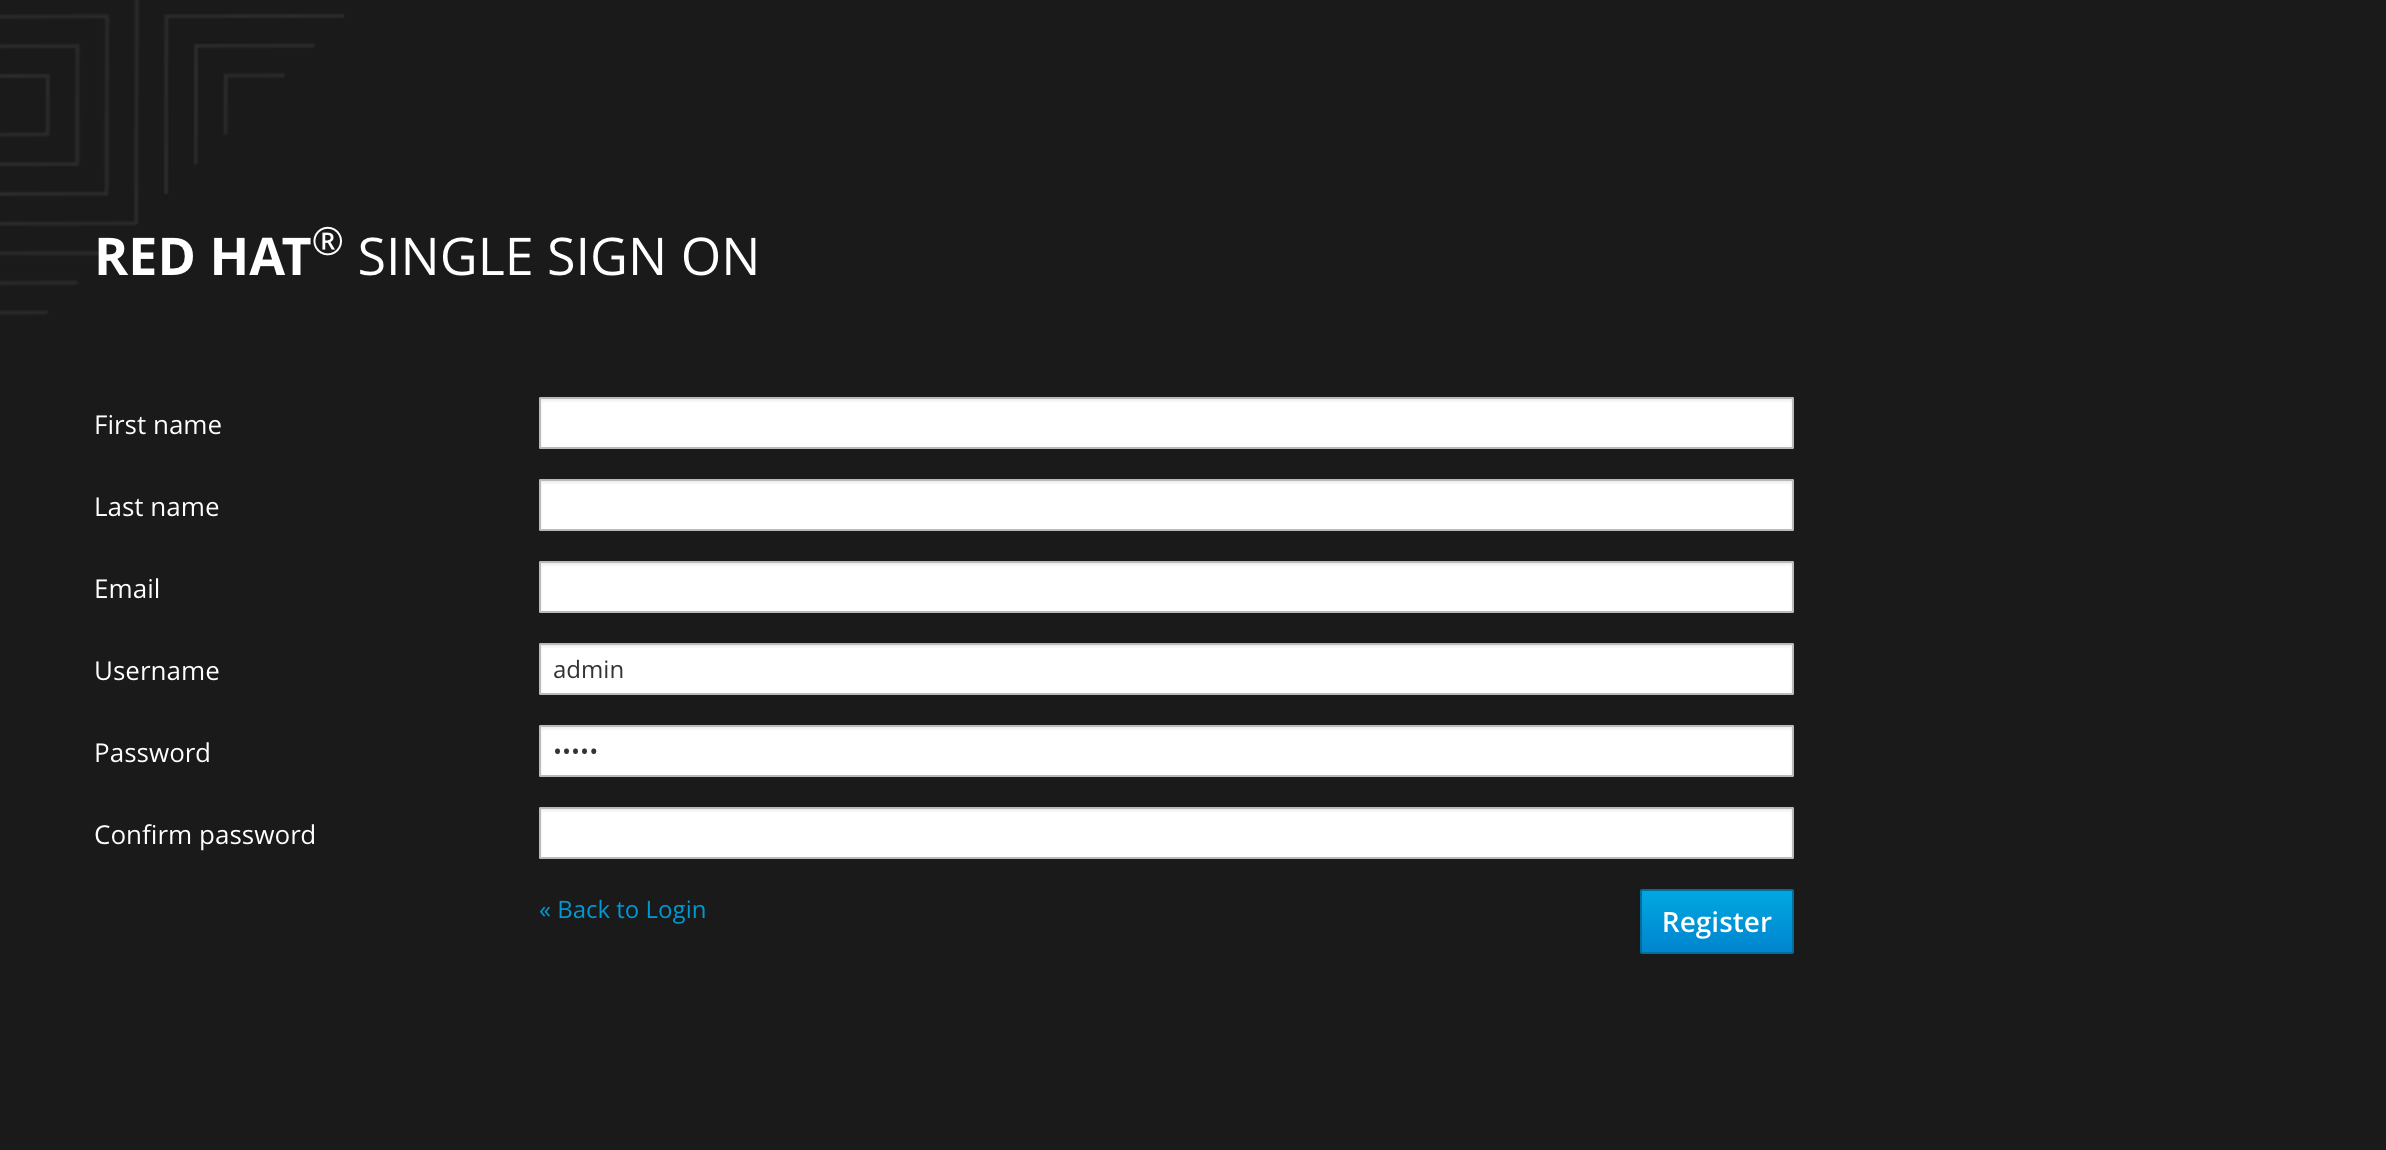 RED HAT® SINGLE SIGN ON
First name
Last name
Email
Username admin
Password •••••
Confirm password
« Back to Login Register